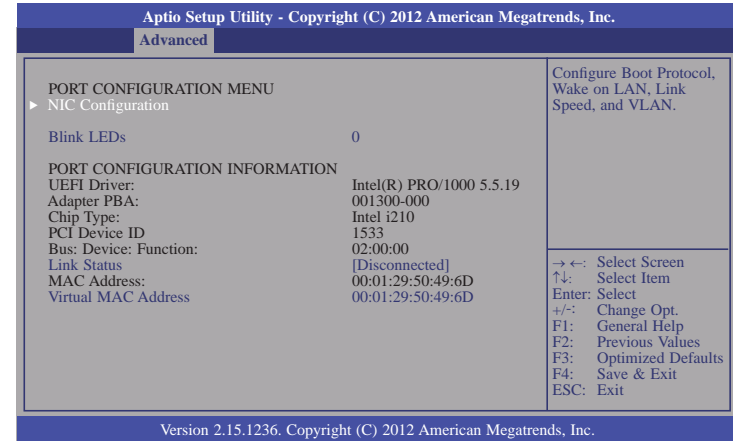 Aptio Setup Utility - Copyright (C) 2012 American Megatrends, Inc.
Advanced
PORT CONFIGURATION MENU
► NIC Configuration
Blink LEDs 0
PORT CONFIGURATION INFORMATION
UEFI Driver: Intel(R) PRO/1000 5.5.19
Adapter PBA: 001300-000
Chip Type: Intel i210
PCI Device ID 1533
Bus: Device: Function: 02:00:00
Link Status [Disconnected]
MAC Address: 00:01:29:50:49:6D
Virtual MAC Address 00:01:29:50:49:6D
Configure Boot Protocol,
Wake on LAN, Link
Speed, and VLAN.
→←: Select Screen
↑↓: Select Item
Enter: Select
+/-: Change Opt.
F1: General Help
F2: Previous Values
F3: Optimized Defaults
F4: Save & Exit
ESC: Exit
Version 2.15.1236. Copyright (C) 2012 American Megatrends, Inc.